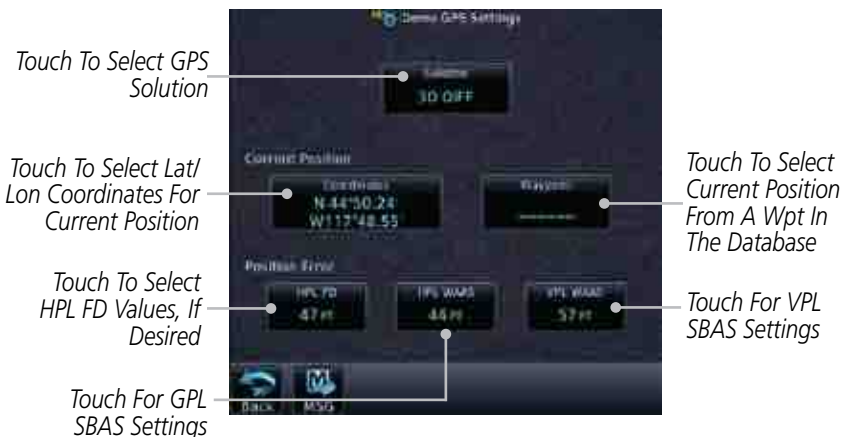 Demo GPS Settings
Touch To Select GPS
Solution
Solution
3D DIFF
Current Position
Touch To Select Lat/
Lon Coordinates For
Current Position
Coordinates
N 44°50.24
W112°48.55
Waypoint
_______
Touch To Select
Current Position
From A Wpt In
The Database
Position Error
Touch To Select
HPL FD Values, If
Desired
HPL FD
47 FT
HPL WAAS
44 FT
VPL WAAS
57 FT
Touch For VPL
SBAS Settings
Back
MSG
Touch For GPL
SBAS Settings